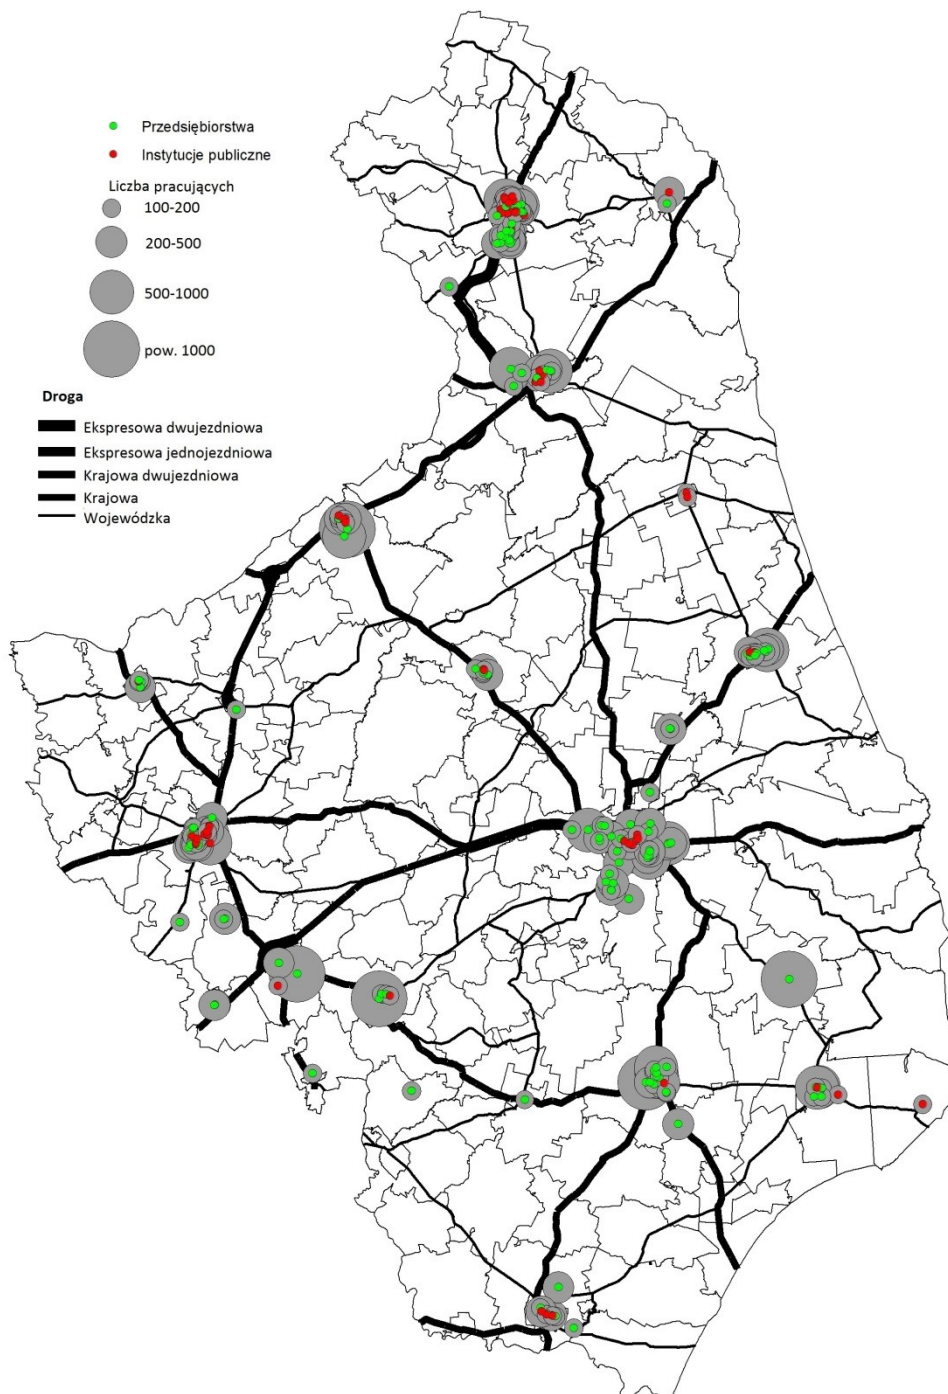 Przedsiębiorstwa
Instytucje publiczne
Liczba pracujących
100-200
200-500
500-1000
pow. 1000
Droga
Ekspresowa dwujezdniowa
Ekspresowa jednojezdniowa
Krajowa dwujezdniowa
Krajowa
Wojewódzka